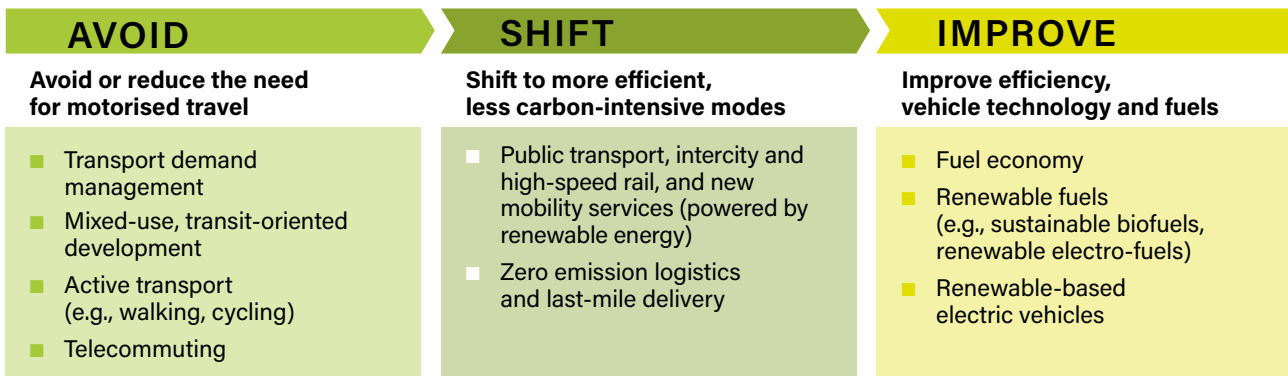 AVOID
Avoid or reduce the need
for motorised travel
Transport demand
management
Mixed-use, transit-oriented
development
Active transport
(e.g., walking, cycling)
Telecommuting
SHIFT
Shift to more efficient,
less carbon-intensive modes
Public transport, intercity and
high-speed rail, and new
mobility services (powered by
renewable energy)
Zero emission logistics
and last-mile delivery
IMPROVE
Improve efficiency,
vehicle technology and fuels
Fuel economy
Renewable fuels
(e.g., sustainable biofuels,
renewable electro-fuels)
Renewable-based
electric vehicles